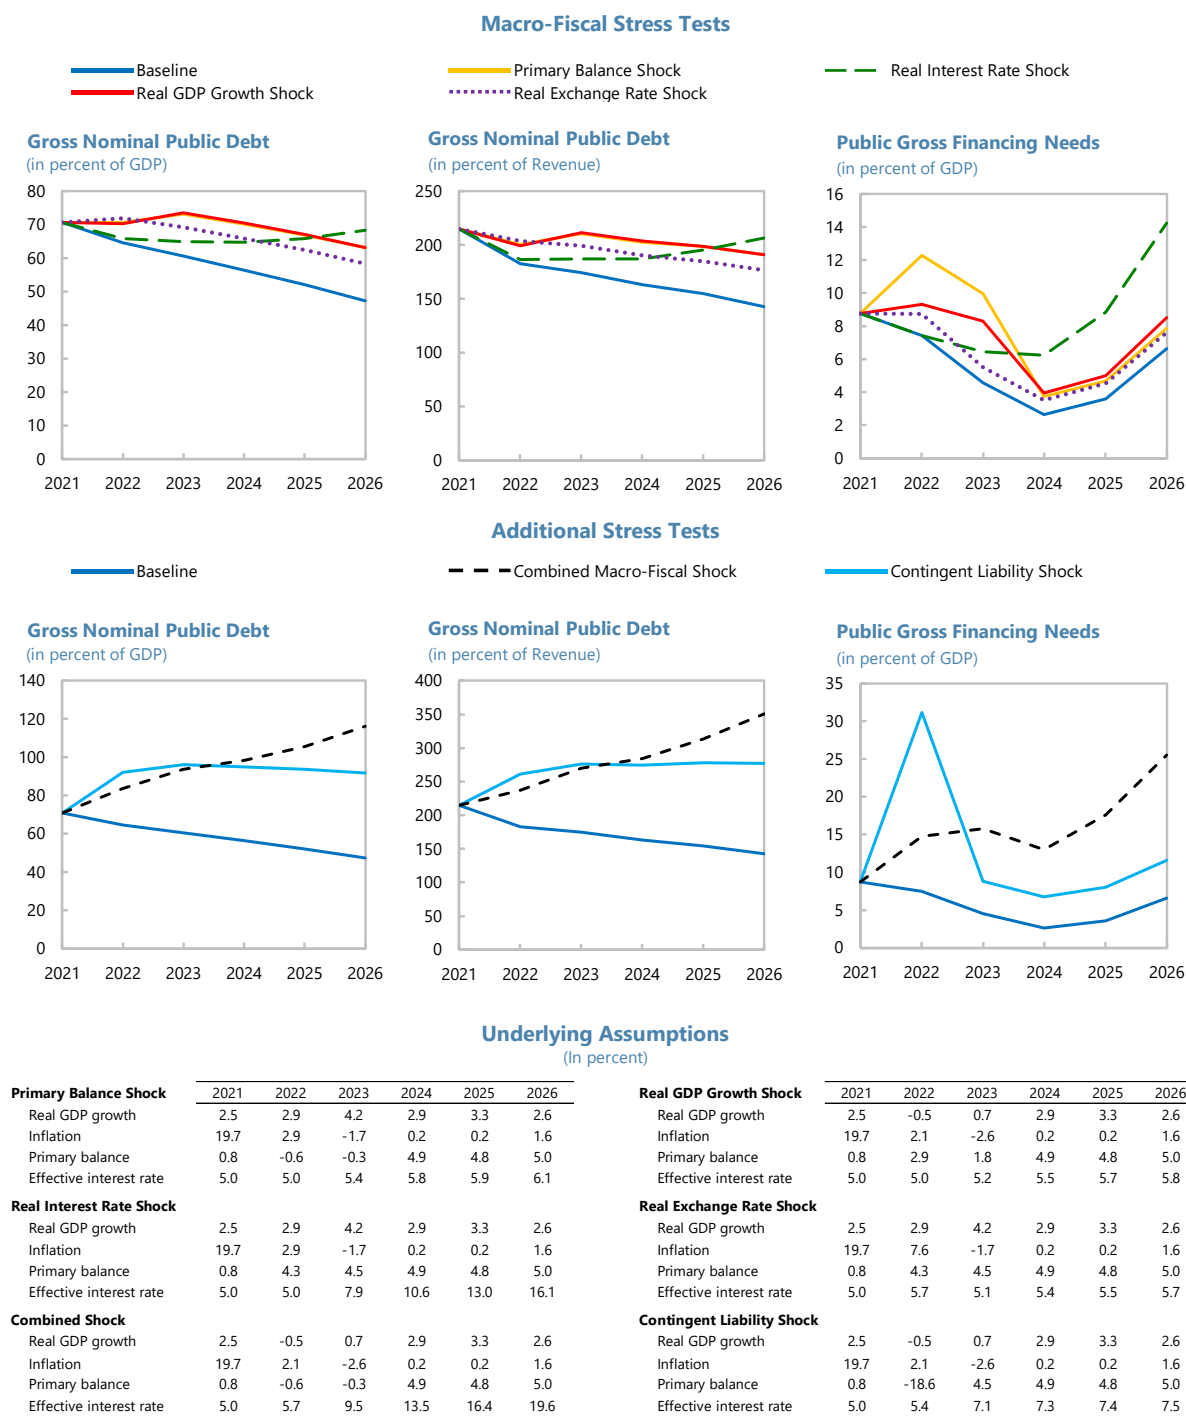 Macro-Fiscal Stress Tests
Baseline
Primary Balance Shock
Real Interest Rate Shock
Real GDP Growth Shock
Real Exchange Rate Shock
Gross Nominal Public Debt
(in percent of GDP)
80
70
60
50
40
30
20
10
0
2021 2022 2023 2024 2025 2026
Gross Nominal Public Debt
(in percent of Revenue)
250
200
150
100
50
0
2021 2022 2023 2024 2025 2026
Public Gross Financing Needs
(in percent of GDP)
16
14
12
10
8
6
4
2
0
2021 2022 2023 2024 2025 2026
Additional Stress Tests
Baseline
Combined Macro-Fiscal Shock
Contingent Liability Shock
Gross Nominal Public Debt
(in percent of GDP)
140
120
100
80
60
40
20
0
2021 2022 2023 2024 2025 2026
Gross Nominal Public Debt
(in percent of Revenue)
400
350
300
250
200
150
100
50
0
2021 2022 2023 2024 2025 2026
Public Gross Financing Needs
(in percent of GDP)
35
30
25
20
15
10
5
0
2021 2022 2023 2024 2025 2026
Underlying Assumptions
(In percent)
Primary Balance Shock 2021 2022 2023 2024 2025 2026
Real GDP growth 2.5 2.9 4.2 2.9 3.3 2.6
Inflation 19.7 2.9 -1.7 0.2 0.2 1.6
Primary balance 0.8 -0.6 -0.3 4.9 4.8 5.0
Effective interest rate 5.0 5.0 5.4 5.8 5.9 6.1
Real Interest Rate Shock
Real GDP growth 2.5 2.9 4.2 2.9 3.3 2.6
Inflation 19.7 2.9 -1.7 0.2 0.2 1.6
Primary balance 0.8 4.3 4.5 4.9 4.8 5.0
Effective interest rate 5.0 5.0 7.9 10.6 13.0 16.1
Combined Shock
Real GDP growth 2.5 -0.5 0.7 2.9 3.3 2.6
Inflation 19.7 2.1 -2.6 0.2 0.2 1.6
Primary balance 0.8 -0.6 -0.3 4.9 4.8 5.0
Effective interest rate 5.0 5.7 9.5 13.5 16.4 19.6
Real GDP Growth Shock 2021 2022 2023 2024 2025 2026
Real GDP growth 2.5 -0.5 0.7 2.9 3.3 2.6
Inflation 19.7 2.1 -2.6 0.2 0.2 1.6
Primary balance 0.8 2.9 1.8 4.9 4.8 5.0
Effective interest rate 5.0 5.0 5.2 5.5 5.7 5.8
Real Exchange Rate Shock
Real GDP growth 2.5 2.9 4.2 2.9 3.3 2.6
Inflation 19.7 7.6 -1.7 0.2 0.2 1.6
Primary balance 0.8 4.3 4.5 4.9 4.8 5.0
Effective interest rate 5.0 5.7 5.1 5.4 5.5 5.7
Contingent Liability Shock
Real GDP growth 2.5 -0.5 0.7 2.9 3.3 2.6
Inflation 19.7 2.1 -2.6 0.2 0.2 1.6
Primary balance 0.8 -18.6 4.5 4.9 4.8 5.0
Effective interest rate 5.0 5.4 7.1 7.3 7.4 7.5